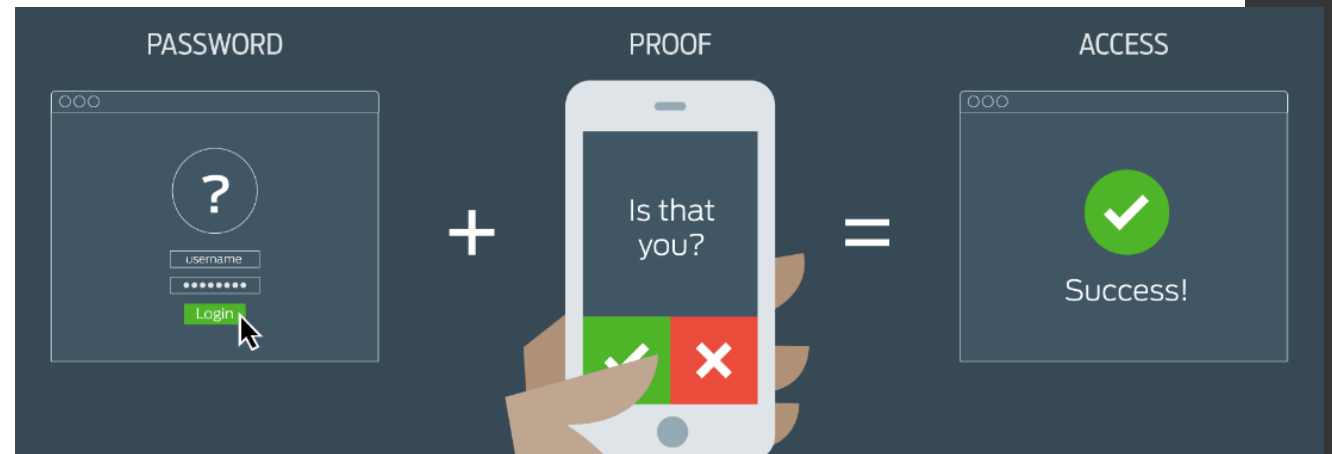 PASSWORD
PROOF
ACCESS
?
username
Login
+
Is that
you?
=
Success!